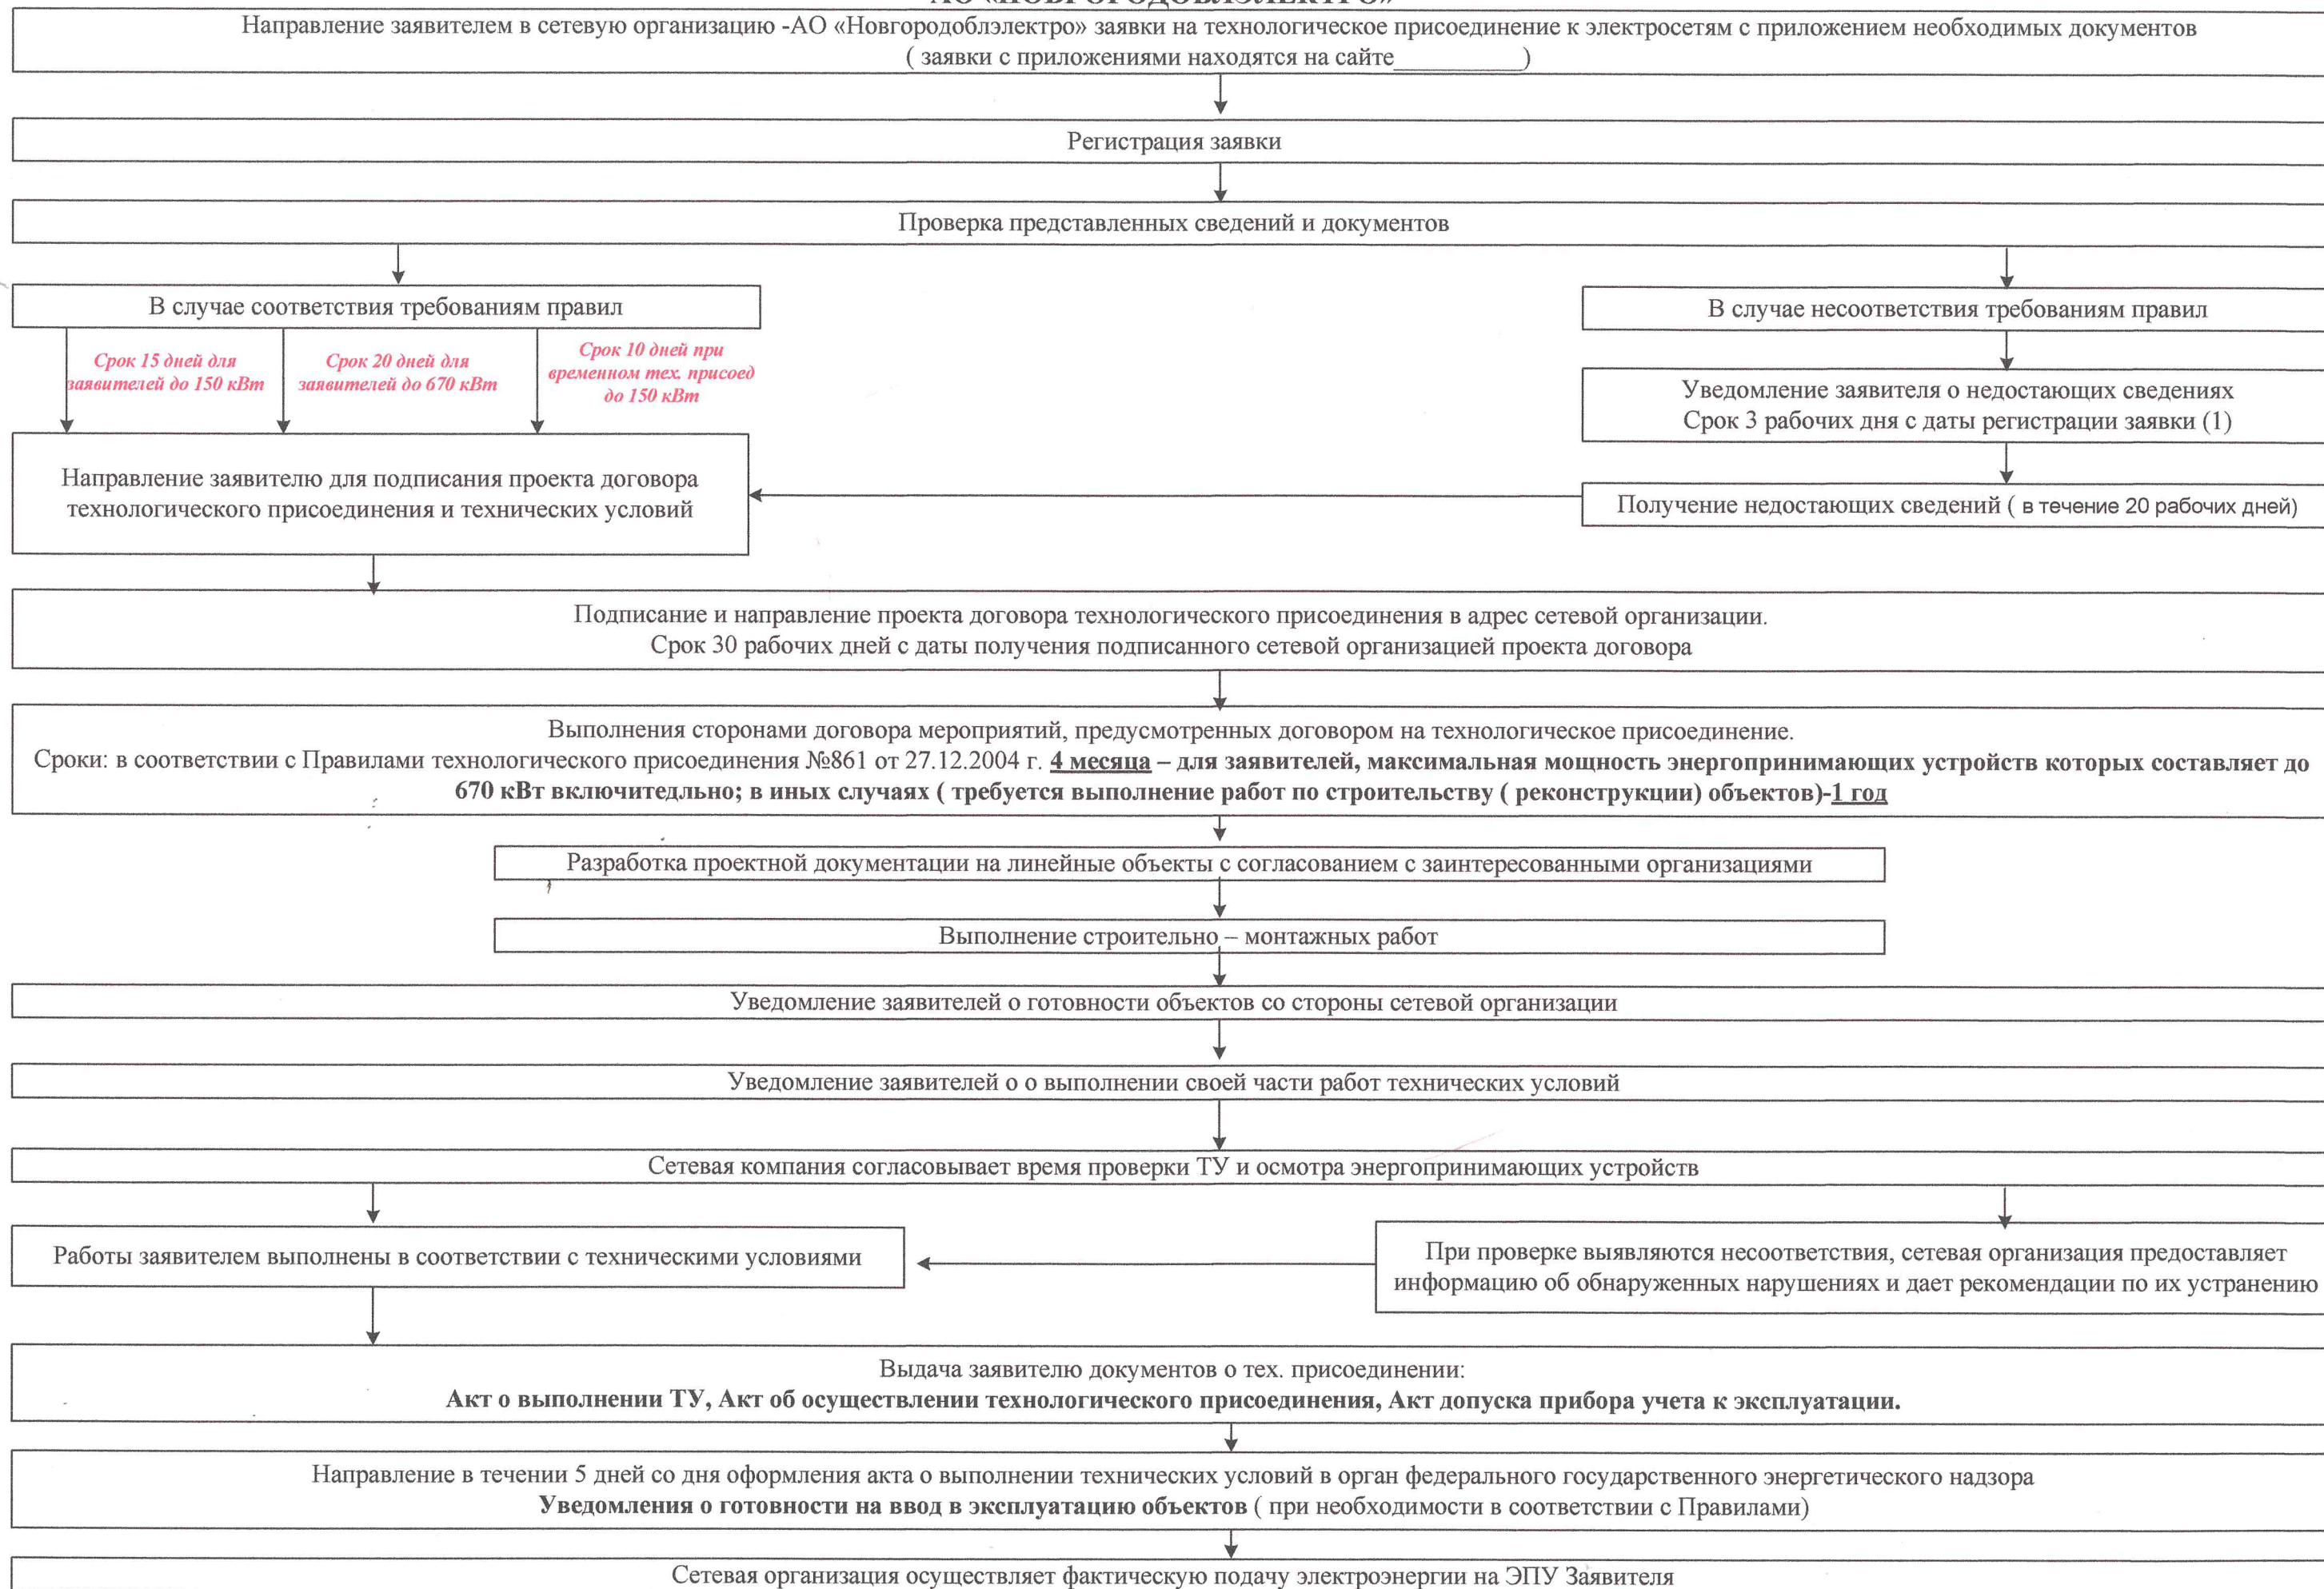 АО «НОВГОРОДОБЛЭЛЕКТРО»
Направление заявителем в сетевую организацию -АО «Новгородоблэлектро» заявки на технологическое присоединение к электросетям с приложением необходимых документов
( заявки с приложениями находятся на сайте__________)
Регистрация заявки
Проверка представленных сведений и документов
В случае соответствия требованиям правил
В случае несоответствия требованиям правил
Срок 15 дней для
заявителей до 150 кВт
Срок 20 дней для
заявителей до 670 кВт
Срок 10 дней при
временном тех. присоед
до 150 кВт
Уведомление заявителя о недостающих сведениях
Срок 3 рабочих дня с даты регистрации заявки (1)
Направление заявителю для подписания проекта договора
технологического присоединения и технических условий
Получение недостающих сведений ( в течение 20 рабочих дней)
Подписание и направление проекта договора технологического присоединения в адрес сетевой организации.
Срок 30 рабочих дней с даты получения подписанного сетевой организацией проекта договора
Выполнения сторонами договора мероприятий, предусмотренных договором на технологическое присоединение.
Сроки: в соответствии с Правилами технологического присоединения №861 от 27.12.2004 г. 4 месяца – для заявителей, максимальная мощность энергопринимающих устройств которых составляет до
670 кВт включитедльно; в иных случаях ( требуется выполнение работ по строительству ( реконструкции) объектов)-1 год
Разработка проектной документации на линейные объекты с согласованием с заинтересованными организациями
Выполнение строительно – монтажных работ
Уведомление заявителей о готовности объектов со стороны сетевой организации
Уведомление заявителей о о выполнении своей части работ технических условий
Сетевая компания согласовывает время проверки ТУ и осмотра энергопринимающих устройств
Работы заявителем выполнены в соответствии с техническими условиями
При проверке выявляются несоответствия, сетевая организация предоставляет
информацию об обнаруженных нарушениях и дает рекомендации по их устранению
Выдача заявителю документов о тех. присоединении:
Акт о выполнении ТУ, Акт об осуществлении технологического присоединения, Акт допуска прибора учета к эксплуатации.
Направление в течении 5 дней со дня оформления акта о выполнении технических условий в орган федерального государственного энергетического надзора
Уведомления о готовности на ввод в эксплуатацию объектов ( при необходимости в соответствии с Правилами)
Сетевая организация осуществляет фактическую подачу электроэнергии на ЭПУ Заявителя